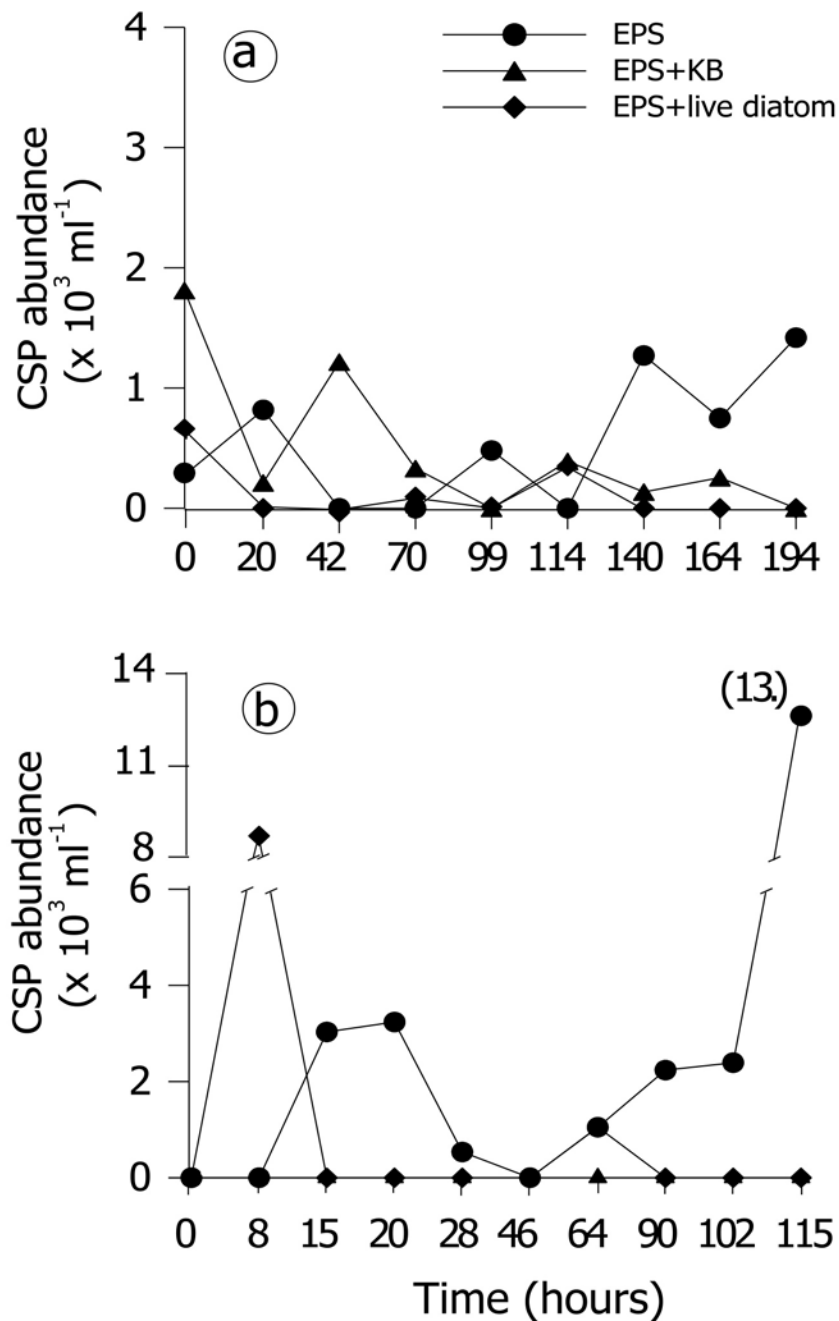 a
EPS
EPS+KB
EPS+live diatom
CSP abundance
(x 10³ ml⁻¹)
4
3
2
1
0
0 20 42 70 99 114 140 164 194
b
(13.)
CSP abundance
(x 10³ ml⁻¹)
14
11
8
6
4
2
0
0 8 15 20 28 46 64 90 102 115
Time (hours)